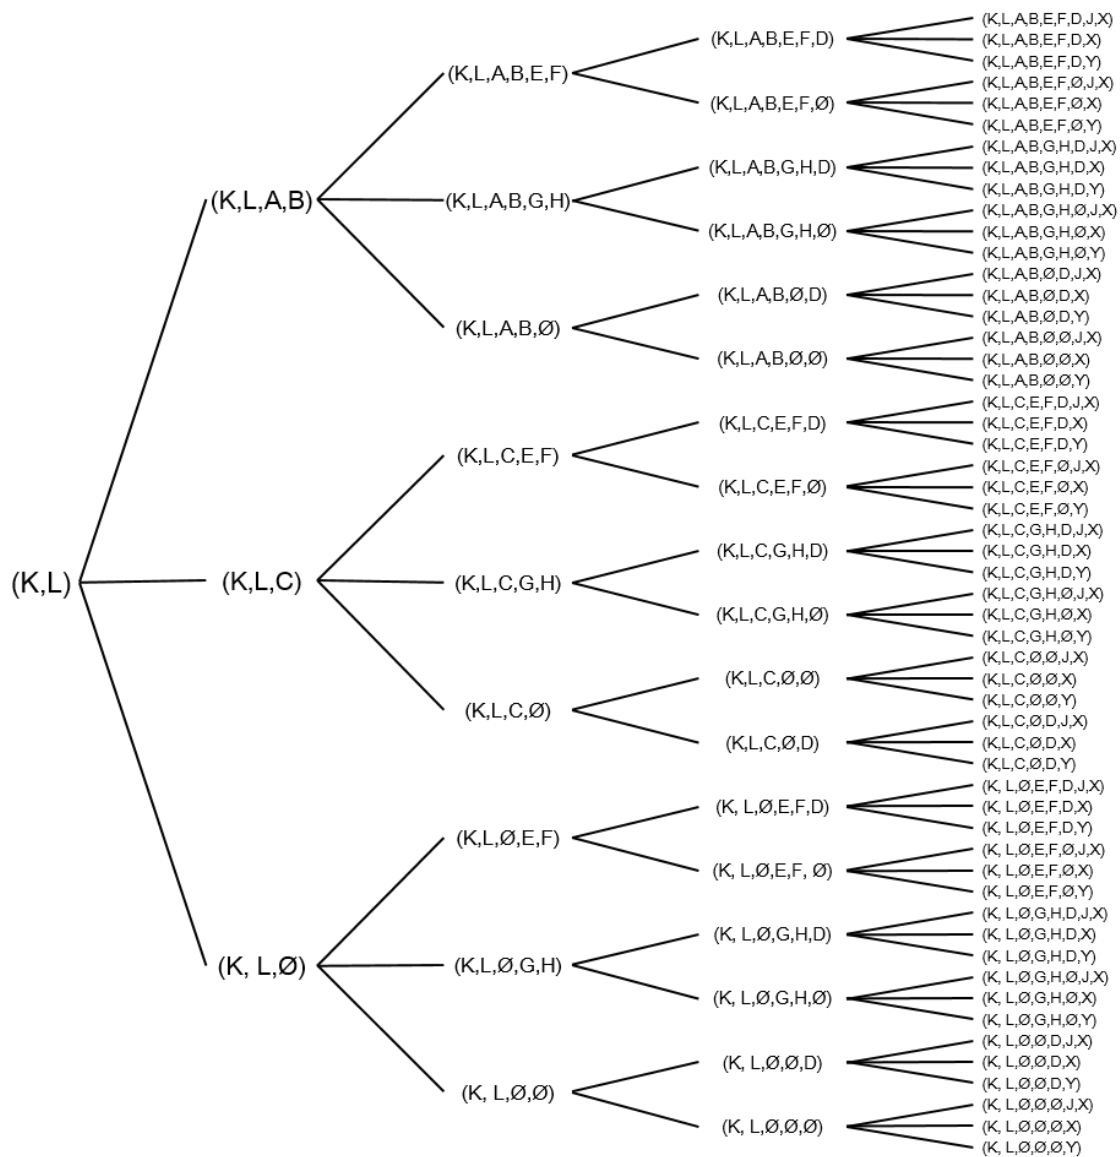 (K,L)
(K,L,A,B)
(K,L,C)
(K, L,Ø)
(K,L,A,B,E,F)
(K,L,A,B,G,H)
(K,L,A,B,Ø)
(K,L,C,E,F)
(K,L,C,G,H)
(K,L,C,Ø)
(K,L,Ø,E,F)
(K,L,Ø,G,H)
(K, L,Ø,Ø)
(K,L,A,B,E,F,D)
(K,L,A,B,E,F,Ø)
(K,L,A,B,G,H,D)
(K,L,A,B,G,H,Ø)
(K,L,A,B,Ø,D)
(K,L,A,B,Ø,Ø)
(K,L,C,E,F,D)
(K,L,C,E,F,Ø)
(K,L,C,G,H,D)
(K,L,C,G,H,Ø)
(K,L,C,Ø,Ø)
(K,L,C,Ø,D)
(K, L,Ø,E,F,D)
(K, L,Ø,E,F, Ø)
(K, L,Ø,G,H,D)
(K, L,Ø,G,H,Ø)
(K, L,Ø,Ø,D)
(K, L,Ø,Ø,Ø)
(K,L,A,B,E,F,D,J,X)
(K,L,A,B,E,F,D,X)
(K,L,A,B,E,F,D,Y)
(K,L,A,B,E,F,Ø,J,X)
(K,L,A,B,E,F,Ø,X)
(K,L,A,B,E,F,Ø,Y)
(K,L,A,B,G,H,D,J,X)
(K,L,A,B,G,H,D,X)
(K,L,A,B,G,H,D,Y)
(K,L,A,B,G,H,Ø,J,X)
(K,L,A,B,G,H,Ø,X)
(K,L,A,B,G,H,Ø,Y)
(K,L,A,B,Ø,D,J,X)
(K,L,A,B,Ø,D,X)
(K,L,A,B,Ø,D,Y)
(K,L,A,B,Ø,Ø,J,X)
(K,L,A,B,Ø,Ø,X)
(K,L,A,B,Ø,Ø,Y)
(K,L,C,E,F,D,J,X)
(K,L,C,E,F,D,X)
(K,L,C,E,F,D,Y)
(K,L,C,E,F,Ø,J,X)
(K,L,C,E,F,Ø,X)
(K,L,C,E,F,Ø,Y)
(K,L,C,G,H,D,J,X)
(K,L,C,G,H,D,X)
(K,L,C,G,H,D,Y)
(K,L,C,G,H,Ø,J,X)
(K,L,C,G,H,Ø,X)
(K,L,C,G,H,Ø,Y)
(K,L,C,Ø,Ø,J,X)
(K,L,C,Ø,Ø,X)
(K,L,C,Ø,Ø,Y)
(K,L,C,Ø,D,J,X)
(K,L,C,Ø,D,X)
(K,L,C,Ø,D,Y)
(K, L,Ø,E,F,D,J,X)
(K, L,Ø,E,F,D,X)
(K, L,Ø,E,F,D,Y)
(K, L,Ø,E,F,Ø,J,X)
(K, L,Ø,E,F,Ø,X)
(K, L,Ø,E,F,Ø,Y)
(K, L,Ø,G,H,D,J,X)
(K, L,Ø,G,H,D,X)
(K, L,Ø,G,H,D,Y)
(K, L,Ø,G,H,Ø,J,X)
(K, L,Ø,G,H,Ø,X)
(K, L,Ø,G,H,Ø,Y)
(K, L,Ø,Ø,D,J,X)
(K, L,Ø,Ø,D,X)
(K, L,Ø,Ø,D,Y)
(K, L,Ø,Ø,Ø,J,X)
(K, L,Ø,Ø,Ø,X)
(K, L,Ø,Ø,Ø,Y)